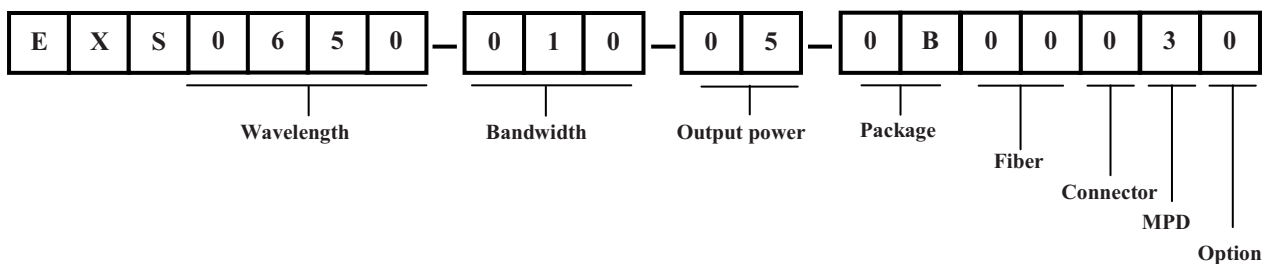 E X S 0 6 5 0 – 0 1 0 – 0 5 – 0 B 0 0 0 3 0
Wavelength Bandwidth Output power Package
Fiber
Connector
MPD
Option